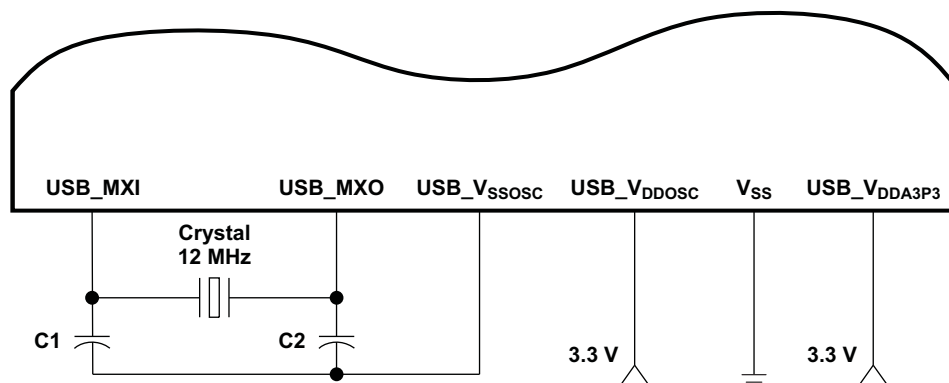 USB_MXI USB_MXO USB_VSSOSC USB_VDDOSC VSS USB_VDDA3P3
Crystal
12 MHz
C1 C2
3.3 V 3.3 V